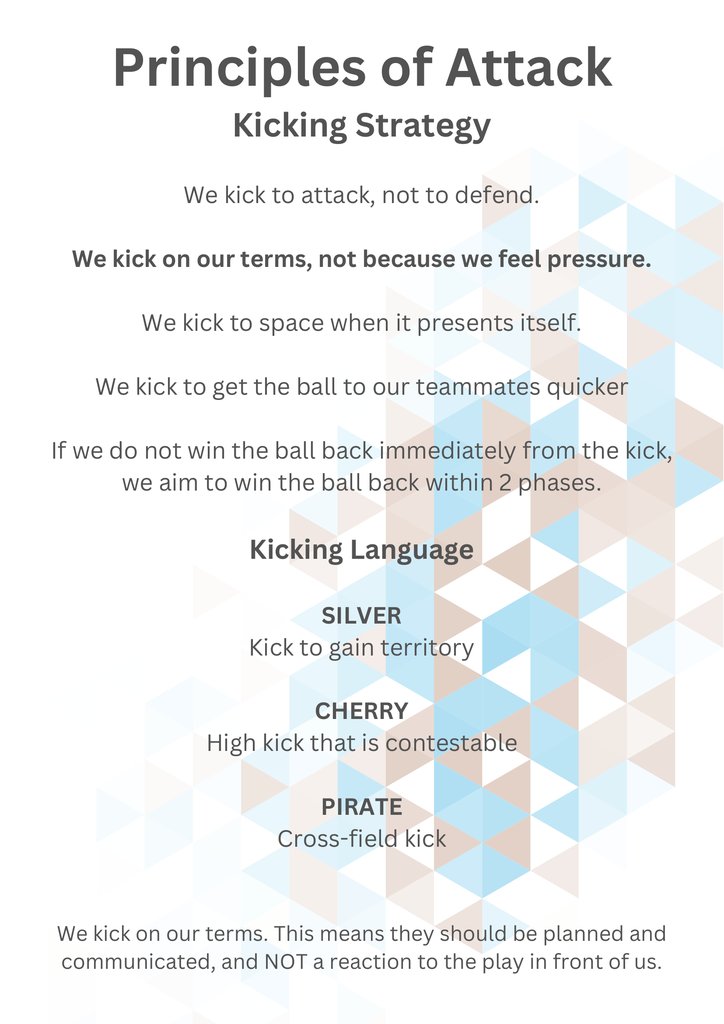 Principles of Attack
Kicking Strategy
We kick to attack, not to defend.
We kick on our terms, not because we feel pressure.
We kick to space when it presents itself.
We kick to get the ball to our teammates quicker
If we do not win the ball back immediately from the kick,
we aim to win the ball back within 2 phases.
Kicking Language
SILVER
Kick to gain territory
CHERRY
High kick that is contestable
PIRATE
Cross-field kick
We kick on our terms. This means they should be planned and
communicated, and NOT a reaction to the play in front of us.